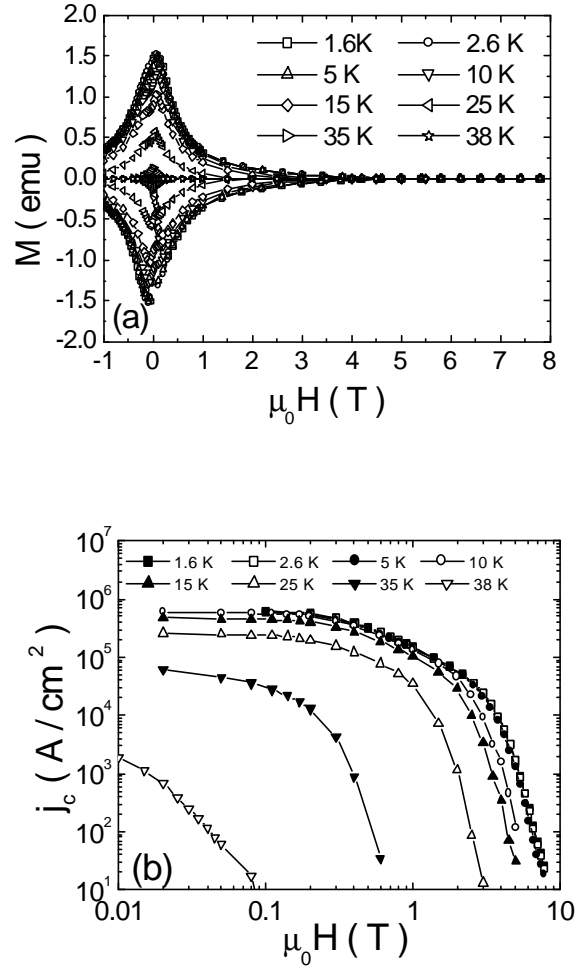 2.0
1.5
1.0
0.5
0.0
-0.5
-1.0
-1.5
-2.0
M ( emu )
1.6K 2.6 K
5 K 10 K
15 K 25 K
35 K 38 K
(a)
-1 0 1 2 3 4 5 6 7 8
μ0H ( T )
10^7
10^6
10^5
10^4
10^3
10^2
10^1
j_c ( A / cm^2 )
1.6 K 2.6 K 5 K 10 K
15 K 25 K 35 K 38 K
(b)
0.01 0.1 1 10
μ0H ( T )